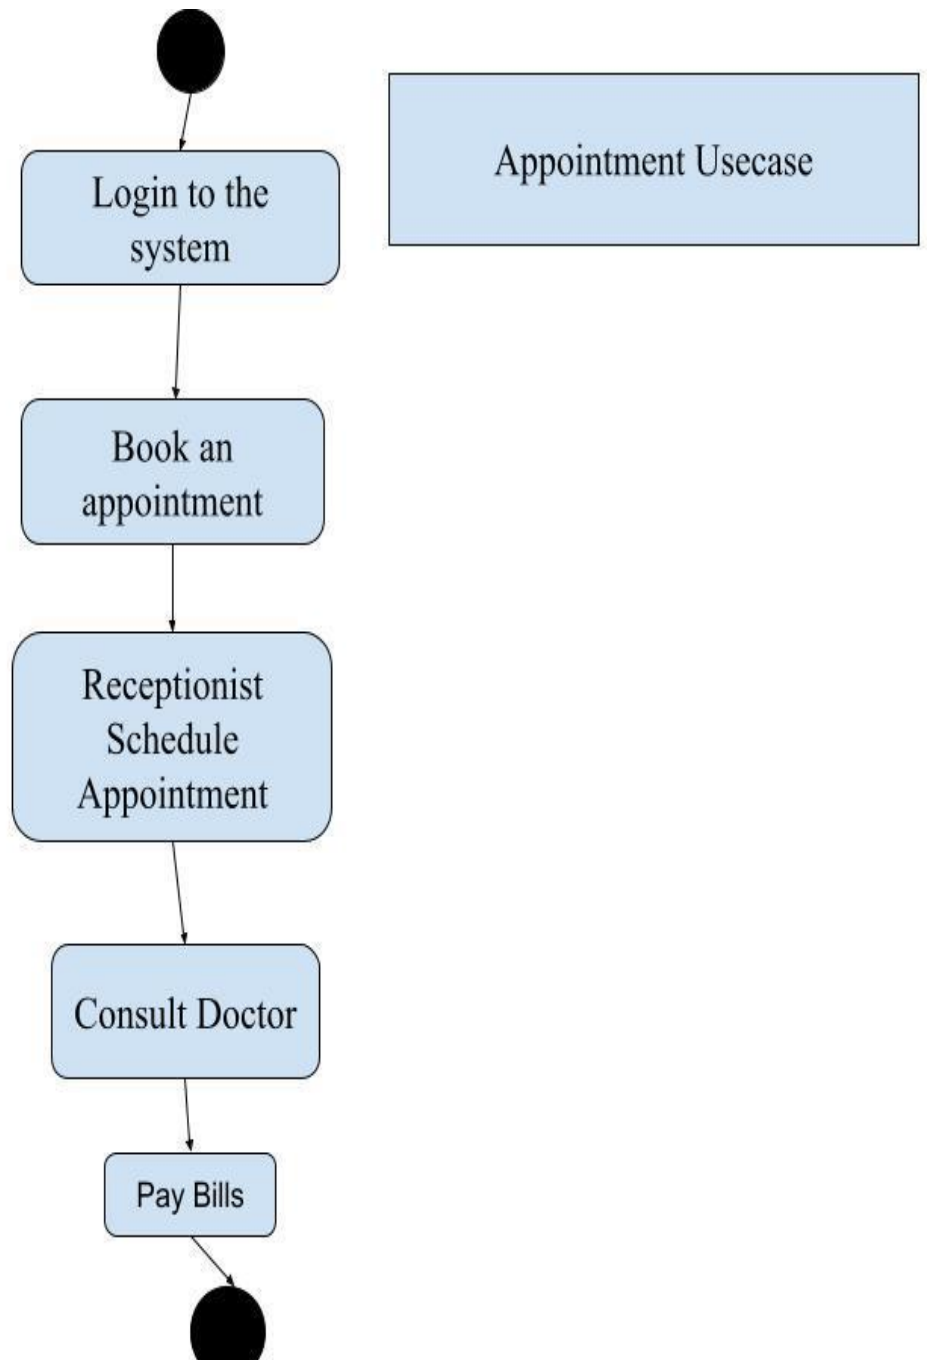 Appointment Usecase
Login to the
system
Book an
appointment
Receptionist
Schedule
Appointment
Consult Doctor
Pay Bills